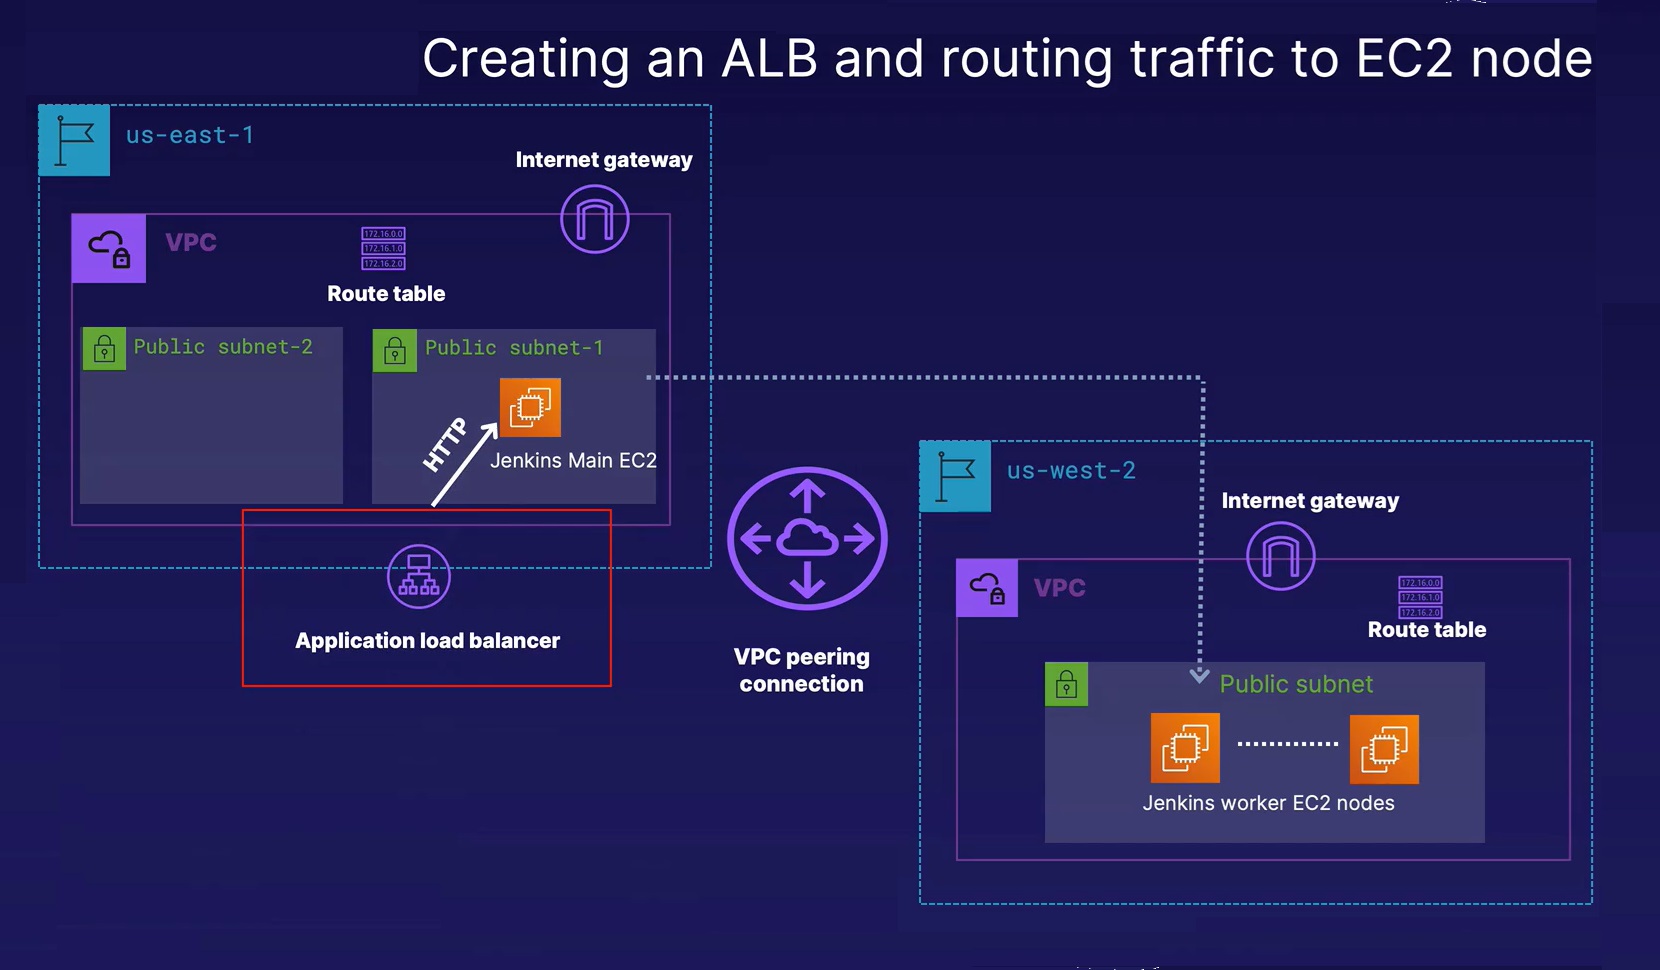 Creating an ALB and routing traffic to EC2 node
us-east-1
Internet gateway
VPC
172.16.0.0
172.16.1.0
172.16.2.0
Route table
Public subnet-2
Public subnet-1
HTTP
Jenkins Main EC2
Application load balancer
VPC peering
connection
us-west-2
Internet gateway
VPC
172.16.0.0
172.16.1.0
172.16.2.0
Route table
Public subnet
Jenkins worker EC2 nodes